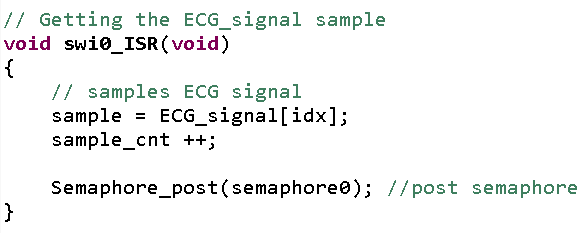 // Getting the ECG_signal sample
void swi0_ISR(void)
{
    // samples ECG signal
    sample = ECG_signal[idx];
    sample_cnt ++;

    Semaphore_post(semaphore0); //post semaphore
}